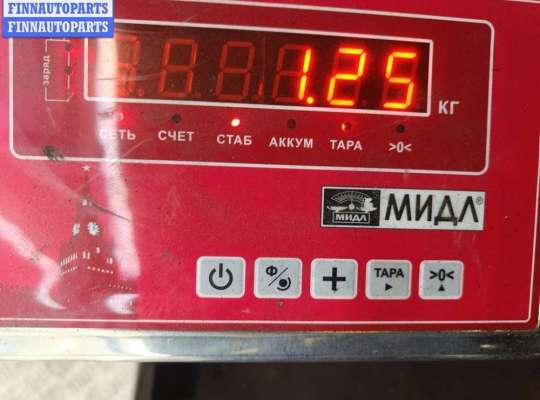 FINNAUTOPARTS
FINNAUTOPARTS
заряд
1.25 КГ
СЕТЬ СЧЕТ СТАБ АККУМ ТАРА >0<
МИДЛ МИДЛ®
Ф ТАРА >0<